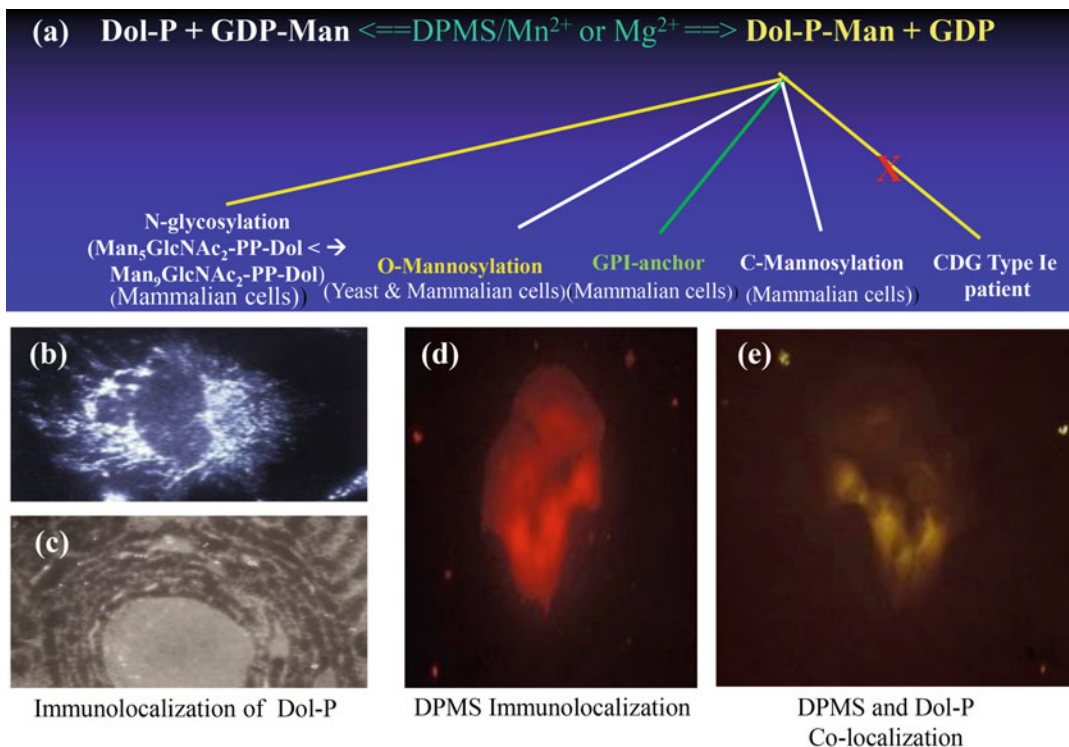 (a) Dol-P + GDP-Man <==DPMS/Mn²⁺ or Mg²⁺ ==> Dol-P-Man + GDP
X
N-glycosylation
(Man₅GlcNAc₂-PP-Dol < →
Man₉GlcNAc₂-PP-Dol)
(Mammalian cells))
O-Mannosylation
(Yeast & Mammalian cells)
GPI-anchor
(Mammalian cells))
C-Mannosylation
(Mammalian cells))
CDG Type Ie
patient
(b)
(c)
Immunolocalization of Dol-P
(d)
DPMS Immunolocalization
(e)
DPMS and Dol-P
Co-localization